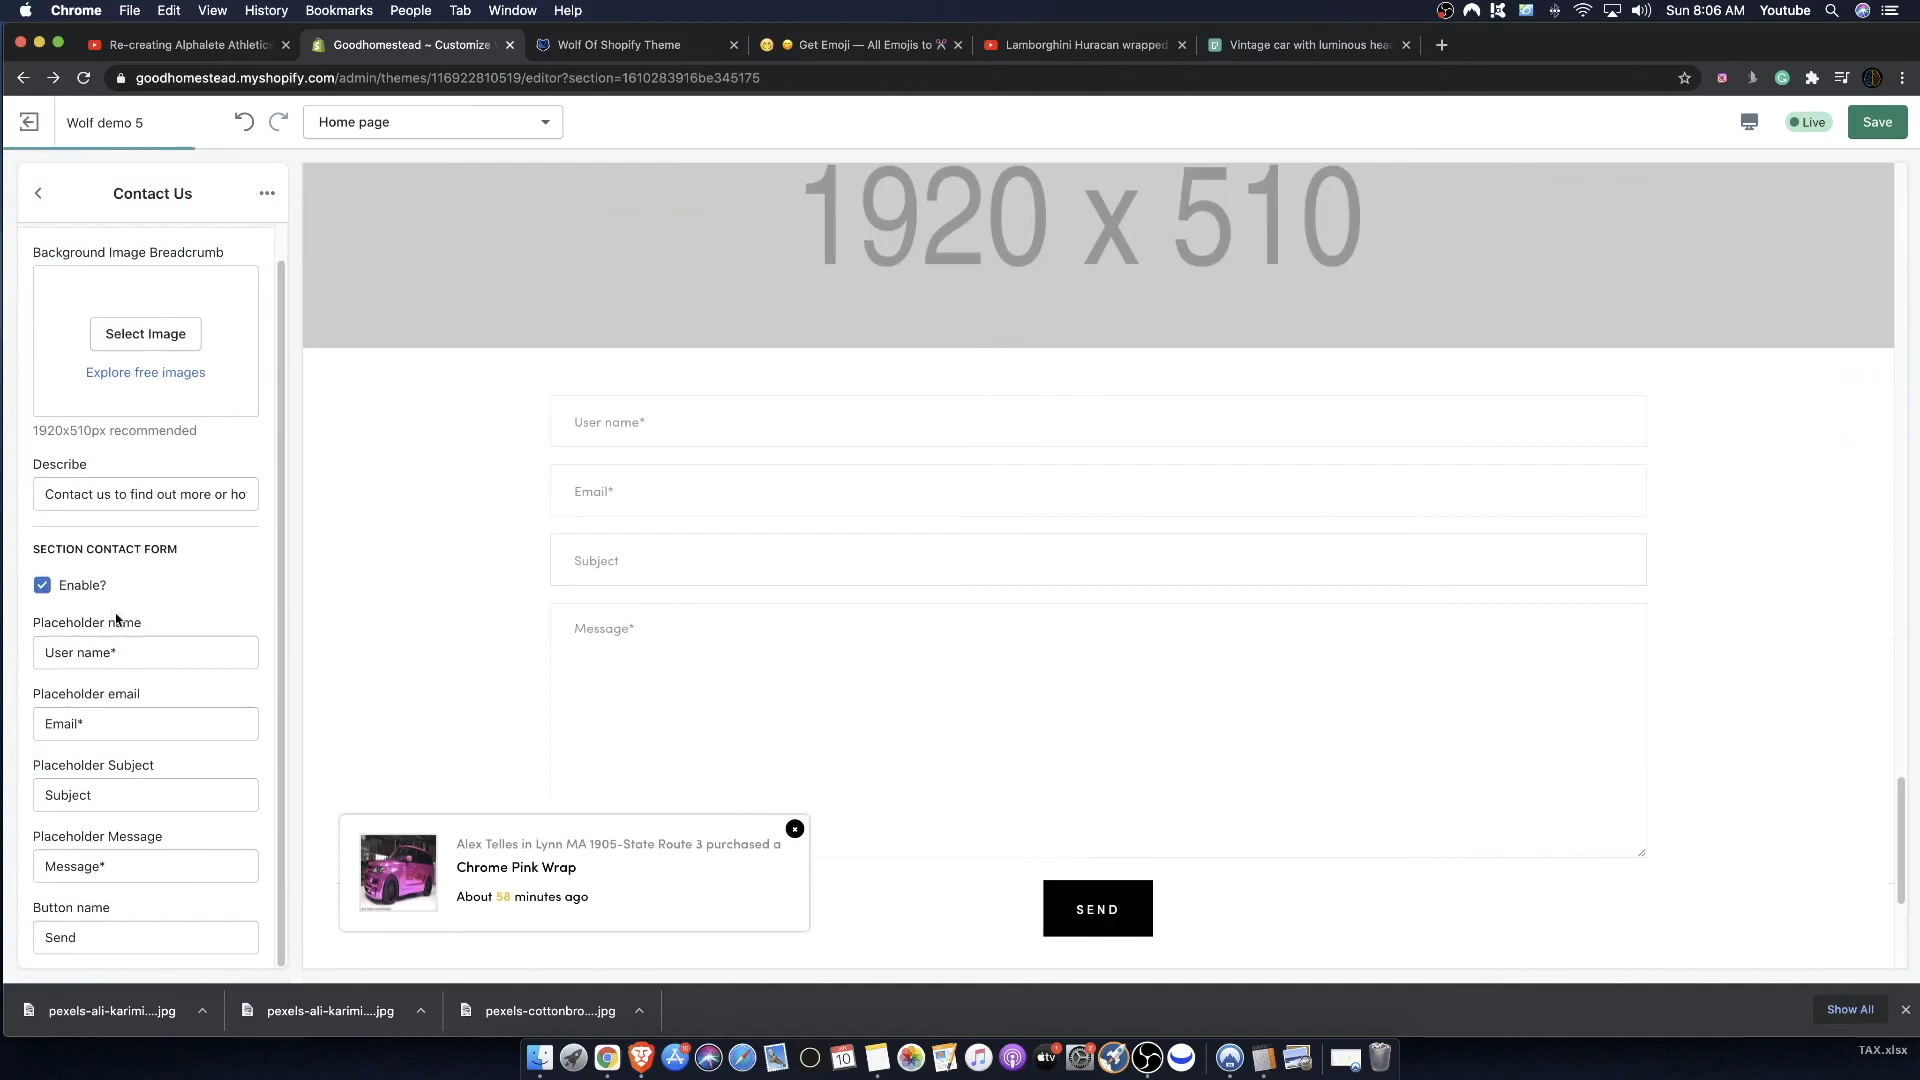 Chrome File Edit View History Bookmarks People Tab Window Help Sun 8:06 AM Youtube
Re-creating Alphalete Athletics Goodhomestead ~ Customize Wolf Of Shopify Theme Get Emoji — All Emojis to Lamborghini Huracan wrapped Vintage car with luminous hea
goodhomestead.myshopify.com/admin/themes/116922810519/editor?section=1610283916be345175
Wolf demo 5 Home page Live Save
Contact Us
1920 x 510
Background Image Breadcrumb
Select Image
Explore free images
1920x510px recommended
Describe
Contact us to find out more or ho
SECTION CONTACT FORM
Enable?
Placeholder name
User name*
Placeholder email
Email*
Placeholder Subject
Subject
Placeholder Message
Message*
Button name
Send
User name*
Email*
Subject
Message*
Alex Telles in Lynn MA 1905-State Route 3 purchased a
Chrome Pink Wrap
About 58 minutes ago
SEND
pexels-ali-karimi....jpg pexels-ali-karimi....jpg pexels-cottonbro....jpg Show All
10
TAX.xlsx